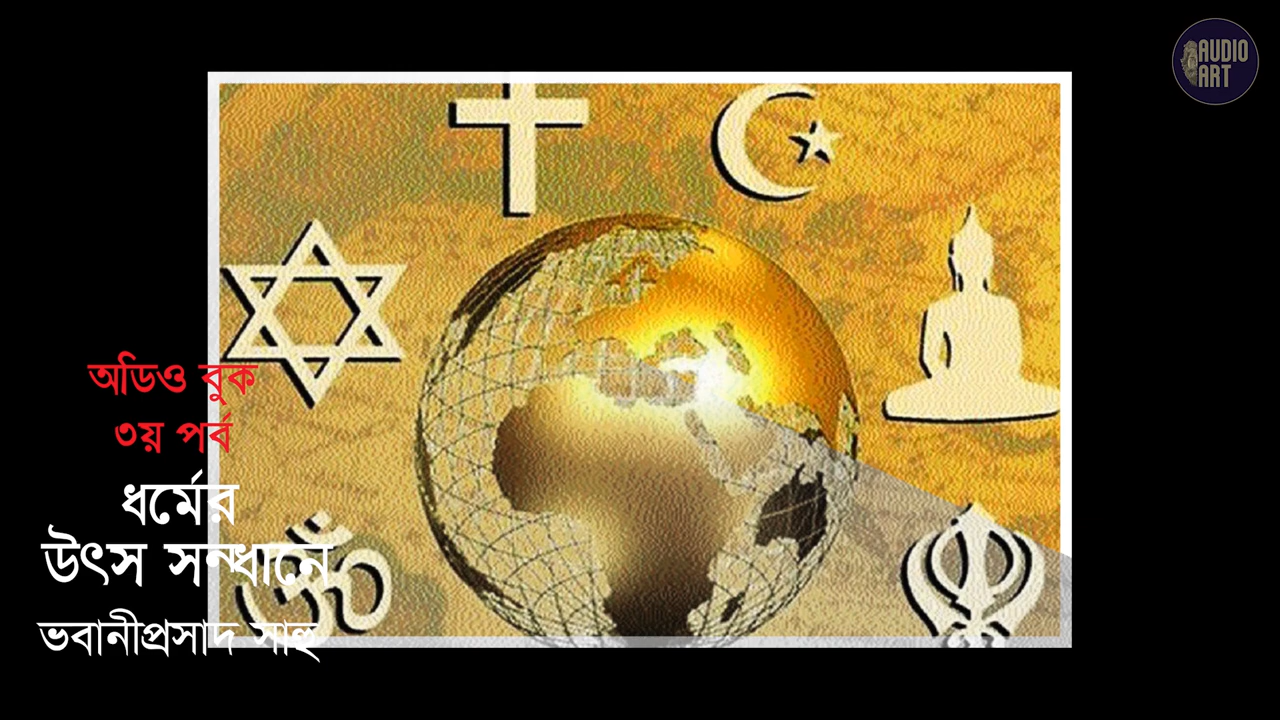 AUDIO
ART
অডিও বুক
৩য় পর্ব
ধর্মের
উৎস সন্ধানে
ভবানীপ্রসাদ সাহু